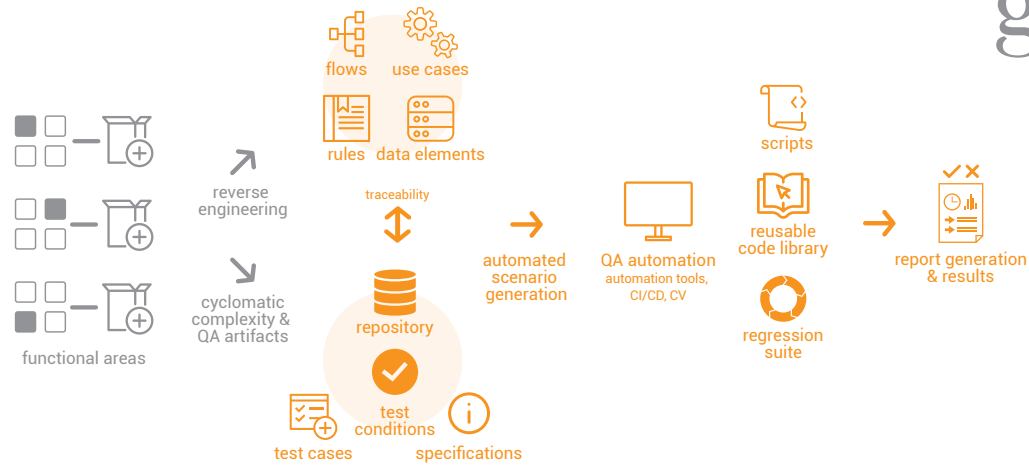 g
flows
use cases
rules
data elements
scripts
reverse
engineering
traceability
reusable
code library
automated
scenario
generation
QA automation
automation tools,
CI/CD, CV
report generation
& results
cyclomatic
complexity &
QA artifacts
repository
regression
suite
functional areas
test
conditions
test cases
specifications